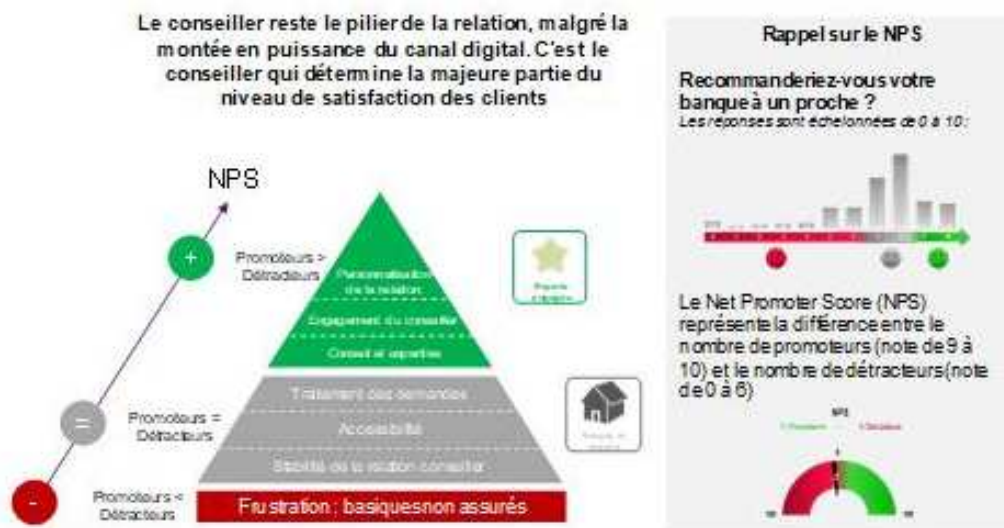 Le conseiller reste le pilier de la relation, malgré la
montée en puissance du canal digital. C'est le
conseiller qui détermine la majeure partie du
niveau de satisfaction des clients
NPS
+
Promoteurs >
Détracteurs
Personnalisation
de la relation
Engagement du conseiller
Conseil et expertise
=
Promoteurs =
Détracteurs
Traitement des demandes
Accessibilité
Stabilité de la relation conseiller
-
Promoteurs <
Détracteurs
Frustration : basiques non assurés
Rappel sur le NPS
Recommanderiez-vous votre
banque à un proche ?
Les réponses sont échelonnées de 0 à 10 :
Le Net Promoter Score (NPS)
représente la différence entre le
nombre de promoteurs (note de 9 à
10) et le nombre de détracteurs (note
de 0 à 6)
NPS